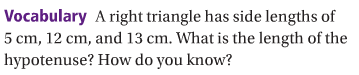 Vocabulary A right triangle has side lengths of
5 cm, 12 cm, and 13 cm. What is the length of the
hypotenuse? How do you know?